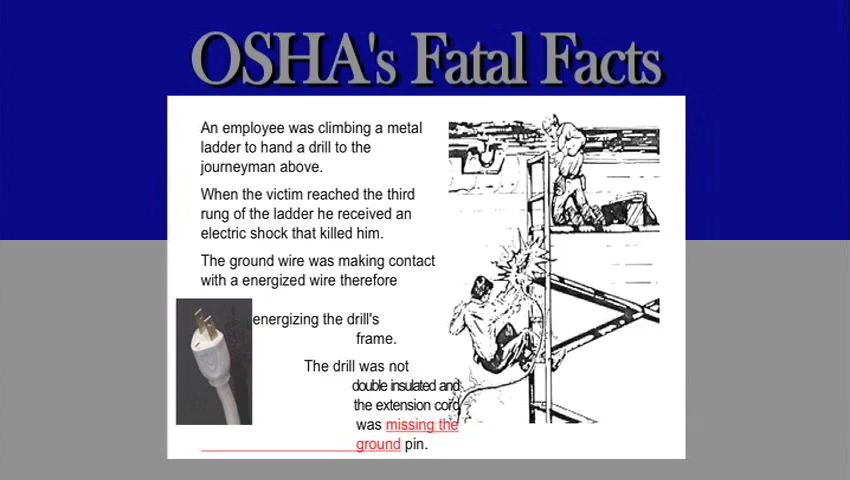 OSHA's Fatal Facts
An employee was climbing a metal
ladder to hand a drill to the
journeyman above.
When the victim reached the third
rung of the ladder he received an
electric shock that killed him.
The ground wire was making contact
with a energized wire therefore
energizing the drill's
frame.
The drill was not
double insulated and
the extension cord
was missing the
ground pin.